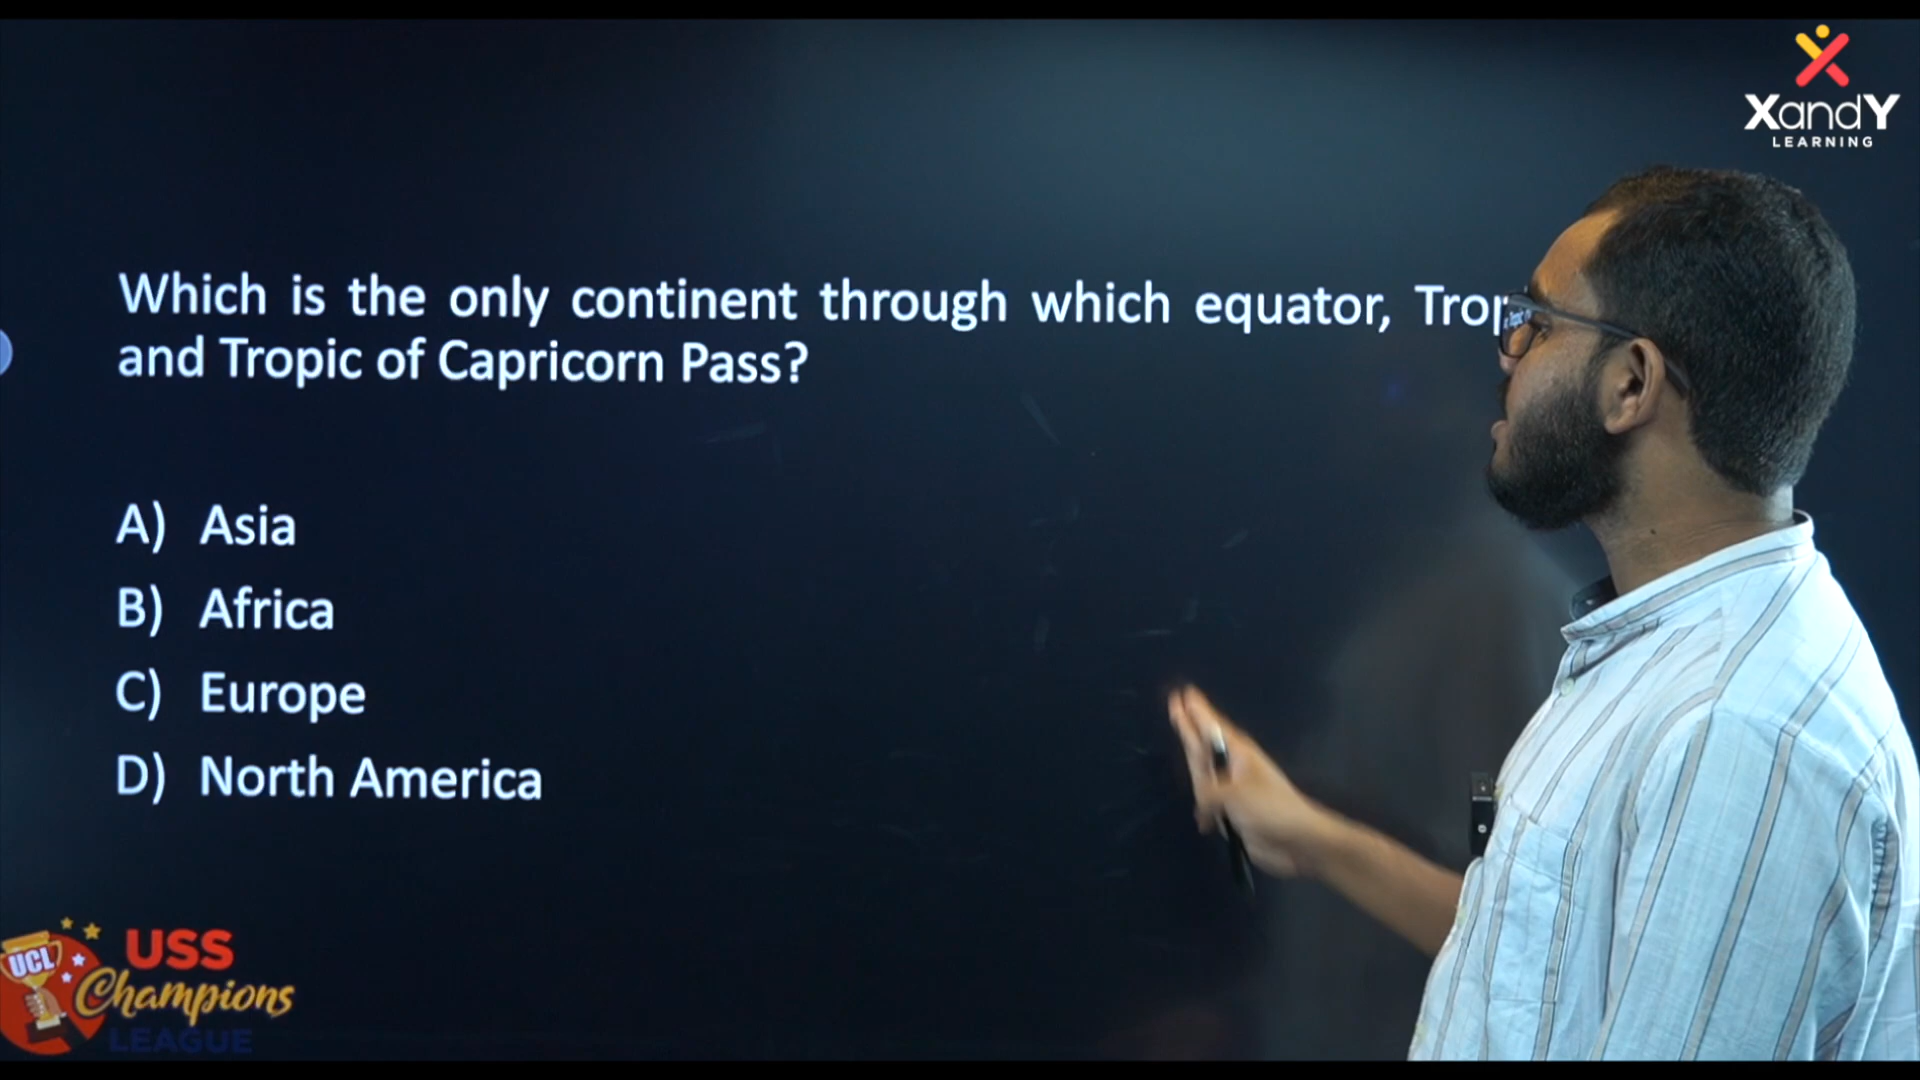 XandY
LEARNING
Which is the only continent through which equator,
and Tropic of Capricorn Pass?
A) Asia
B) Africa
C) Europe
D) North America
UCL
USS
Champions
LEAGUE